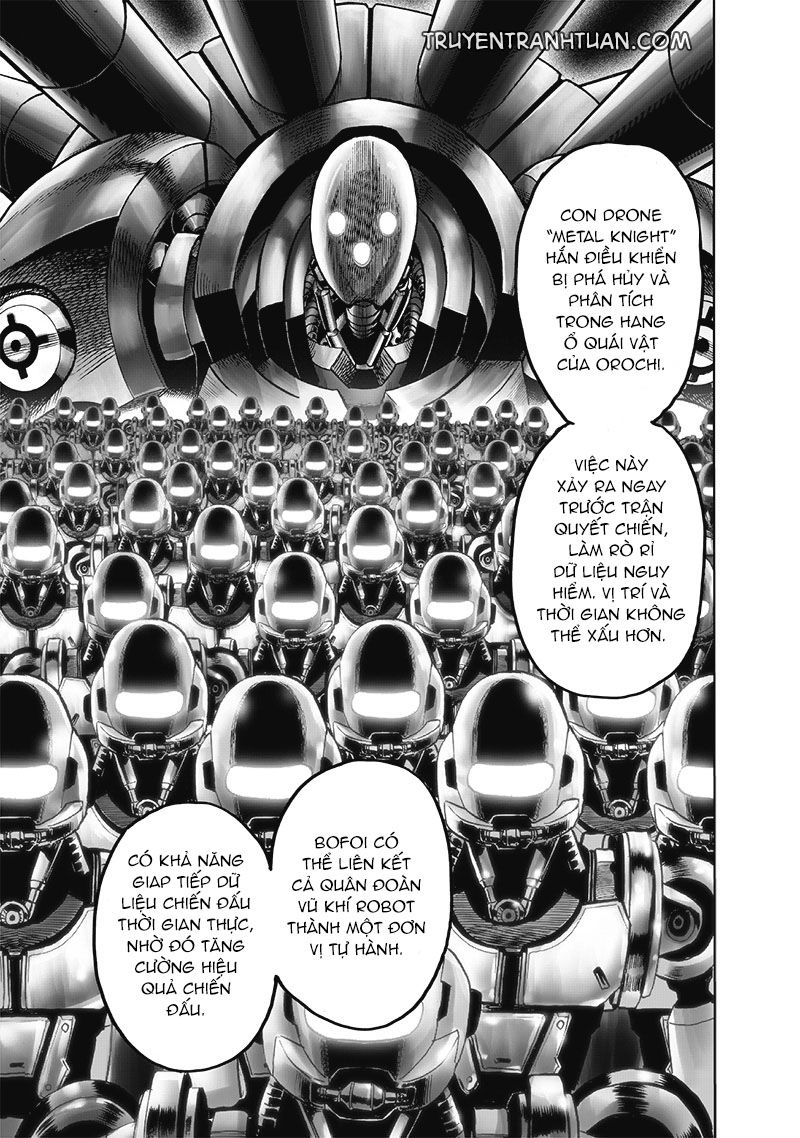 TRUYENTRANHTUAN.COM
CON DRONE
“METAL KNIGHT”
HẮN ĐIỀU KHIỂN
BỊ PHÁ HỦY VÀ
PHÂN TÍCH
TRONG HANG
Ổ QUÁI VẬT
CỦA OROCHI.
VIỆC NÀY
XẢY RA NGAY
TRƯỚC TRẬN
QUYẾT CHIẾN,
LÀM RÒ RỈ
DỮ LIỆU NGUY
HIỂM. VỊ TRÍ VÀ
THỜI GIAN KHÔNG
THỂ XẤU HƠN.
BOFOI CÓ
THỂ LIÊN KẾT
CẢ QUÂN ĐOÀN
VŨ KHÍ ROBOT
THÀNH MỘT ĐƠN
VỊ TỰ HÀNH.
CÓ KHẢ NĂNG
GIAP TIẾP DỮ
LIỆU CHIẾN ĐẤU
THỜI GIAN THỰC,
NHỜ ĐÓ TĂNG
CƯỜNG HIỆU
QUẢ CHIẾN
ĐẤU.